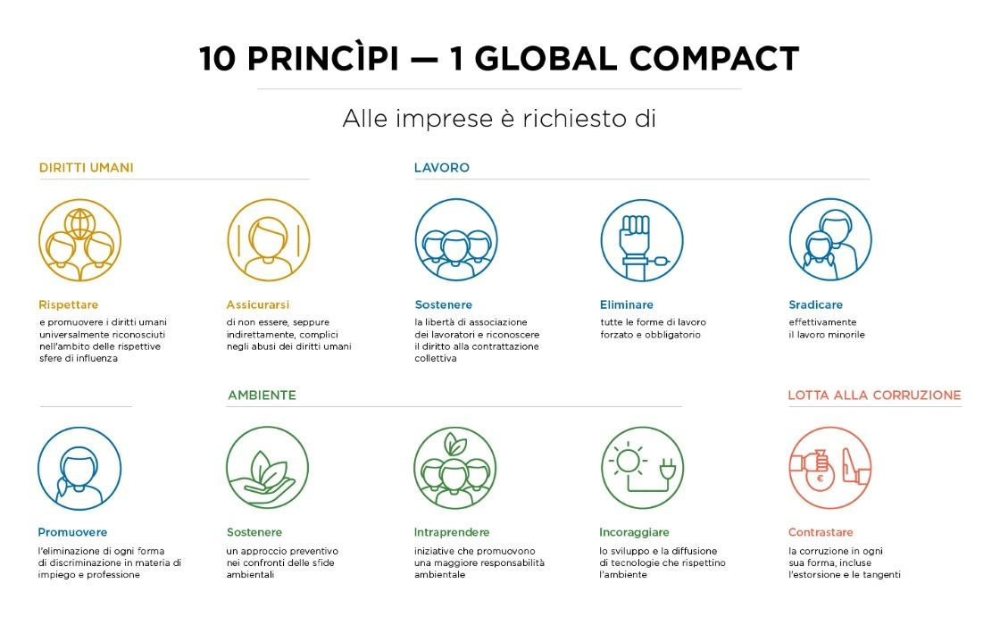 10 PRINCÌPI — 1 GLOBAL COMPACT
Alle imprese è richiesto di
DIRITTI UMANI
Rispettare
e promuovere i diritti umani
universalmente riconosciuti
nell'ambito delle rispettive
sfere di influenza
Assicurarsi
di non essere, seppure
indirettamente, complici
negli abusi dei diritti umani
LAVORO
Sostenere
la libertà di associazione
dei lavoratori e riconoscere
il diritto alla contrattazione
collettiva
Eliminare
tutte le forme di lavoro
forzato e obbligatorio
Sradicare
effettivamente
il lavoro minorile
Promuovere
l'eliminazione di ogni forma
di discriminazione in materia di
impiego e professione
AMBIENTE
Sostenere
un approccio preventivo
nei confronti delle sfide
ambientali
Intraprendere
iniziative che promuovono
una maggiore responsabilità
ambientale
Incoraggiare
lo sviluppo e la diffusione
di tecnologie che rispettino
l'ambiente
LOTTA ALLA CORRUZIONE
€
Contrastare
la corruzione in ogni
sua forma, incluse
l'estorsione e le tangenti